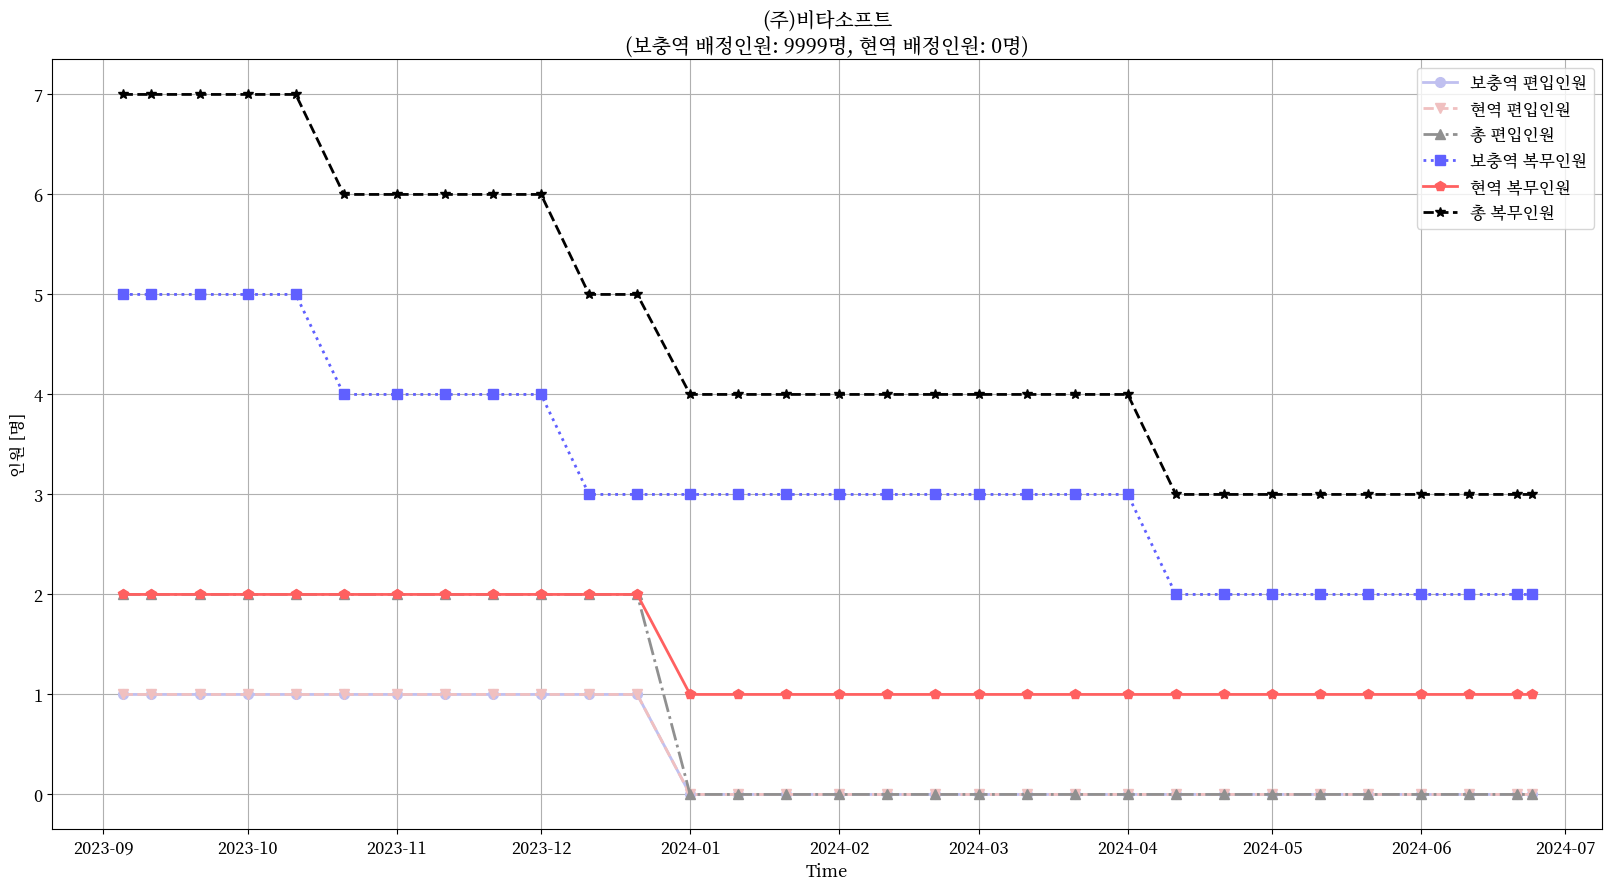 (주)비타소프트
(보충역 배정인원: 9999명, 현역 배정인원: 0명)
보충역 편입인원
현역 편입인원
총 편입인원
보충역 복무인원
현역 복무인원
총 복무인원
인원 [명]
7
6
5
4
3
2
1
0
2023-09 2023-10 2023-11 2023-12 2024-01 2024-02 2024-03 2024-04 2024-05 2024-06 2024-07
Time